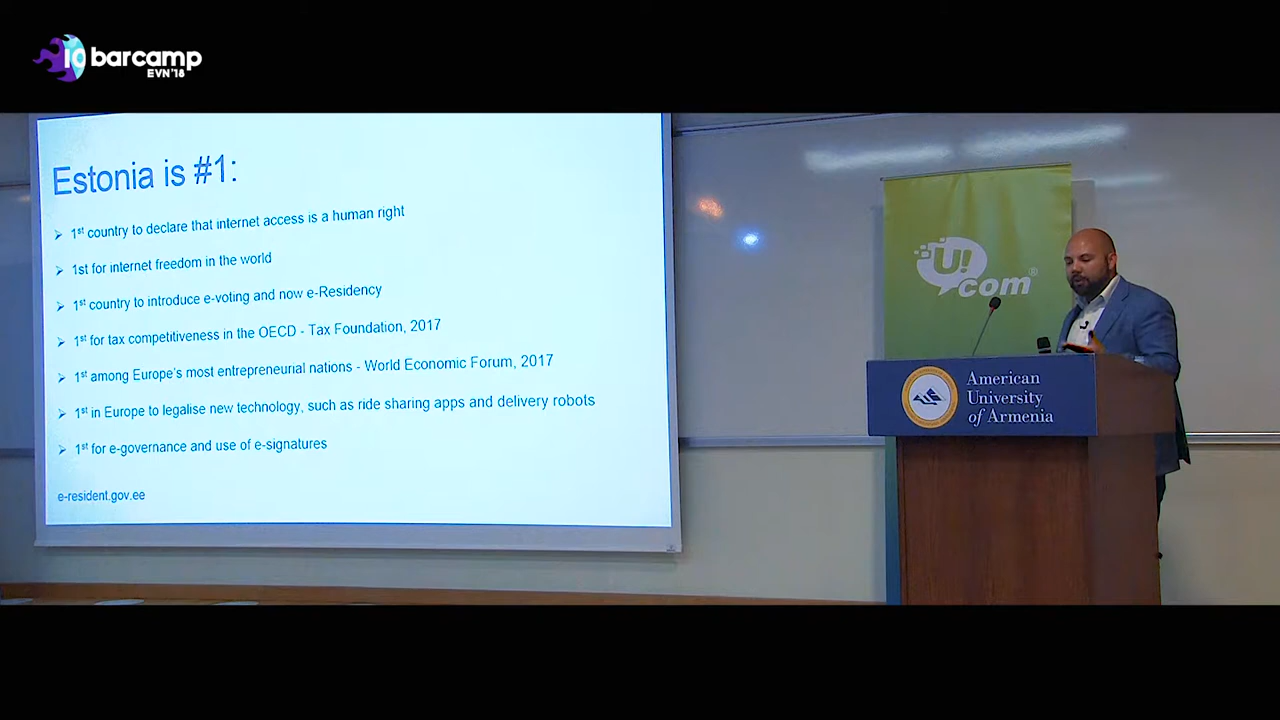 10 barcamp
EVN'18
Estonia is #1:
➢ 1st country to declare that internet access is a human right
➢ 1st for internet freedom in the world
➢ 1st country to introduce e-voting and now e-Residency
➢ 1st for tax competitiveness in the OECD - Tax Foundation, 2017
➢ 1st among Europe's most entrepreneurial nations - World Economic Forum, 2017
➢ 1st in Europe to legalise new technology, such as ride sharing apps and delivery robots
➢ 1st for e-governance and use of e-signatures
e-resident.gov.ee
U!
com®
American
University
of Armenia